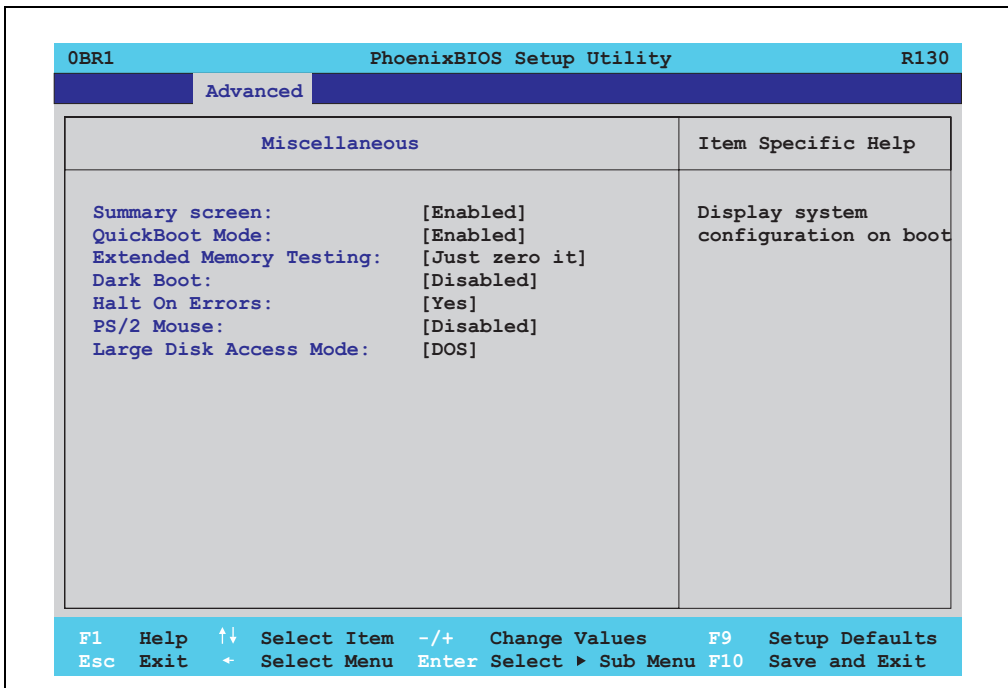 0BR1 PhoenixBIOS Setup Utility R130
Advanced
Miscellaneous Item Specific Help
Summary screen: [Enabled] Display system
QuickBoot Mode: [Enabled] configuration on boot
Extended Memory Testing: [Just zero it]
Dark Boot: [Disabled]
Halt On Errors: [Yes]
PS/2 Mouse: [Disabled]
Large Disk Access Mode: [DOS]
F1 Help ↑↓ Select Item -/+ Change Values F9 Setup Defaults
Esc Exit ← Select Menu Enter Select ▶ Sub Menu F10 Save and Exit